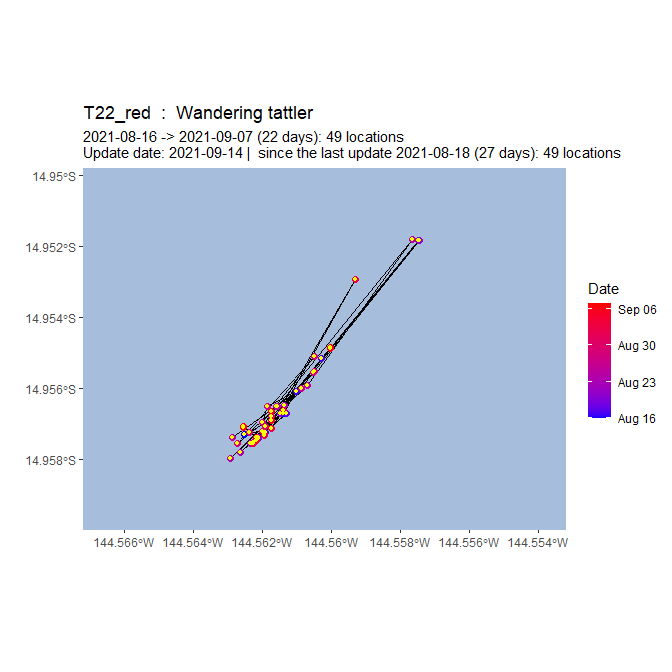 T22_red  :  Wandering tattler
2021-08-16 -> 2021-09-07 (22 days): 49 locations
Update date: 2021-09-14 |  since the last update 2021-08-18 (27 days): 49 locations
14.95°S
14.952°S
14.954°S
14.956°S
14.958°S
144.566°W 144.564°W 144.562°W 144.56°W 144.558°W 144.556°W 144.554°W
Date
Sep 06
Aug 30
Aug 23
Aug 16